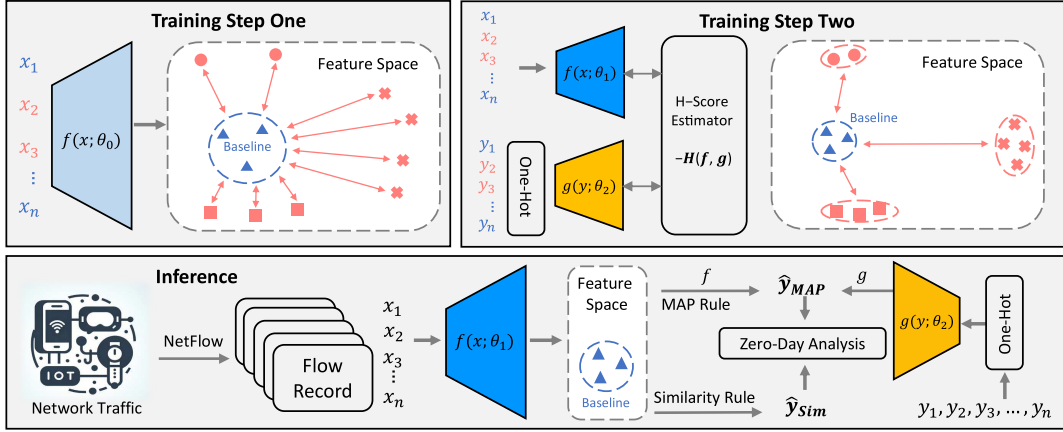 Training Step One
x₁
x₂
x₃
⋮
xₙ
f(x;θ₀)
Feature Space
Baseline
Training Step Two
x₁
x₂
x₃
⋮
xₙ
f(x;θ₁)
y₁
y₂
y₃
⋮
yₙ
One-Hot
g(y;θ₂)
H−Score
Estimator
-H(f, g)
Feature Space
Baseline
Inference
IOT
Network Traffic
NetFlow
Flow
Record
x₁
x₂
x₃
⋮
xₙ
f(x;θ₁)
Feature
Space
Baseline
f
MAP Rule
ŷ_MAP
g
Zero-Day Analysis
Similarity Rule
ŷ_Sim
g(y;θ₂)
One-Hot
y₁, y₂, y₃, …, yₙ